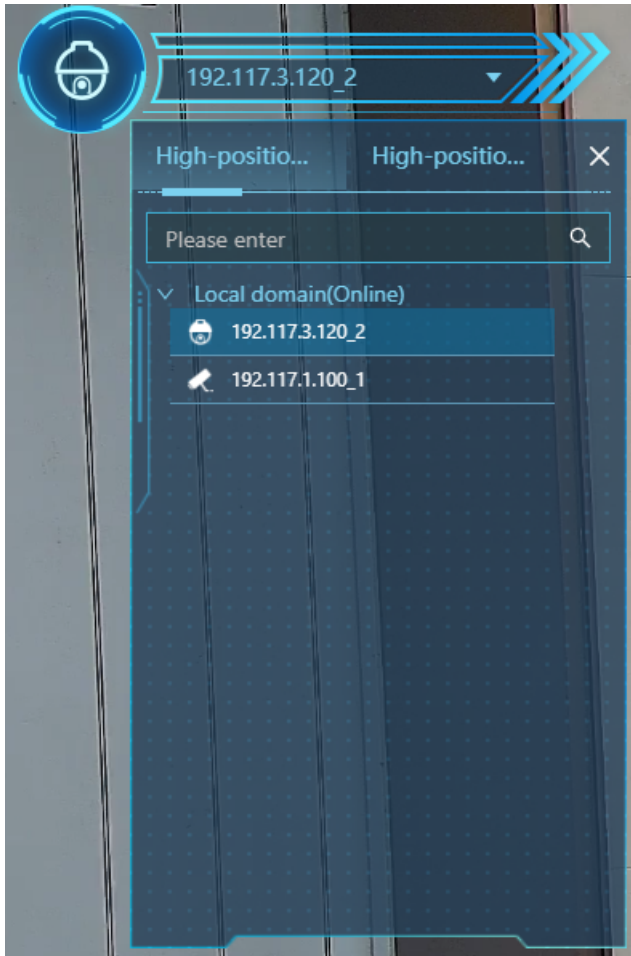 192.117.3.120_2
High-positio... High-positio...
Please enter
Local domain(Online)
192.117.3.120_2
192.117.1.100_1